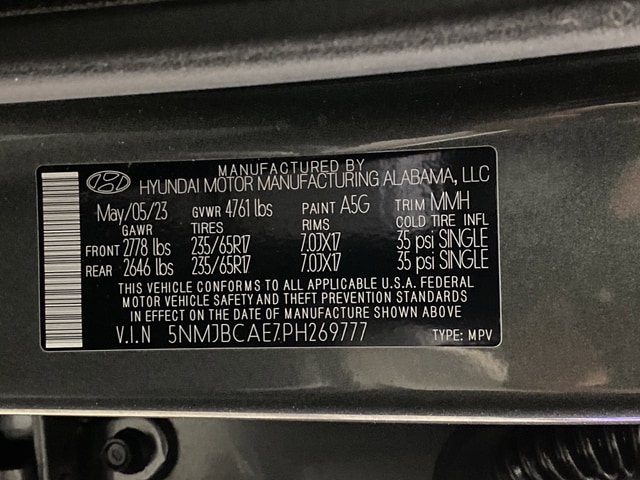 MANUFACTURED BY
HYUNDAI MOTOR MANUFACTURING ALABAMA, LLC
May/05/23 GVWR 4761 lbs PAINT A5G TRIM MMH
GAWR TIRES RIMS COLD TIRE INFL
FRONT 2778 lbs 235/65R17 7.0JX17 35 psi SINGLE
REAR 2646 lbs 235/65R17 7.0JX17 35 psi SINGLE
THIS VEHICLE CONFORMS TO ALL APPLICABLE U.S.A. FEDERAL
MOTOR VEHICLE SAFETY AND THEFT PREVENTION STANDARDS
IN EFFECT ON THE DATE OF MANUFACTURE SHOWN ABOVE
V.I.N 5NMJBCAE7PH269777 TYPE: MPV